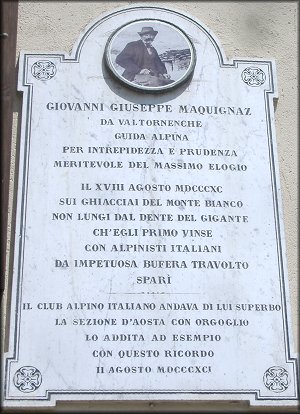 GIOVANNI GIUSEPPE MAQUIGNAZ
DA VALTORNENCHE
GUIDA ALPINA
PER INTREPIDEZZA E PRUDENZA
MERITEVOLE DEL MASSIMO ELOGIO
IL XVIII AGOSTO MDCCCXC
SUI GHIACCIAI DEL MONTE BIANCO
NON LUNGI DAL DENTE DEL GIGANTE
CH'EGLI PRIMO VINSE
CON ALPINISTI ITALIANI
DA IMPETUOSA BUFERA TRAVOLTO
SPARÌ
IL CLUB ALPINO ITALIANO ANDAVA DI LUI SUPERBO
LA SEZIONE D'AOSTA CON ORGOGLIO
LO ADDITA AD ESEMPIO
CON QUESTO RICORDO
II AGOSTO MDCCCXCI